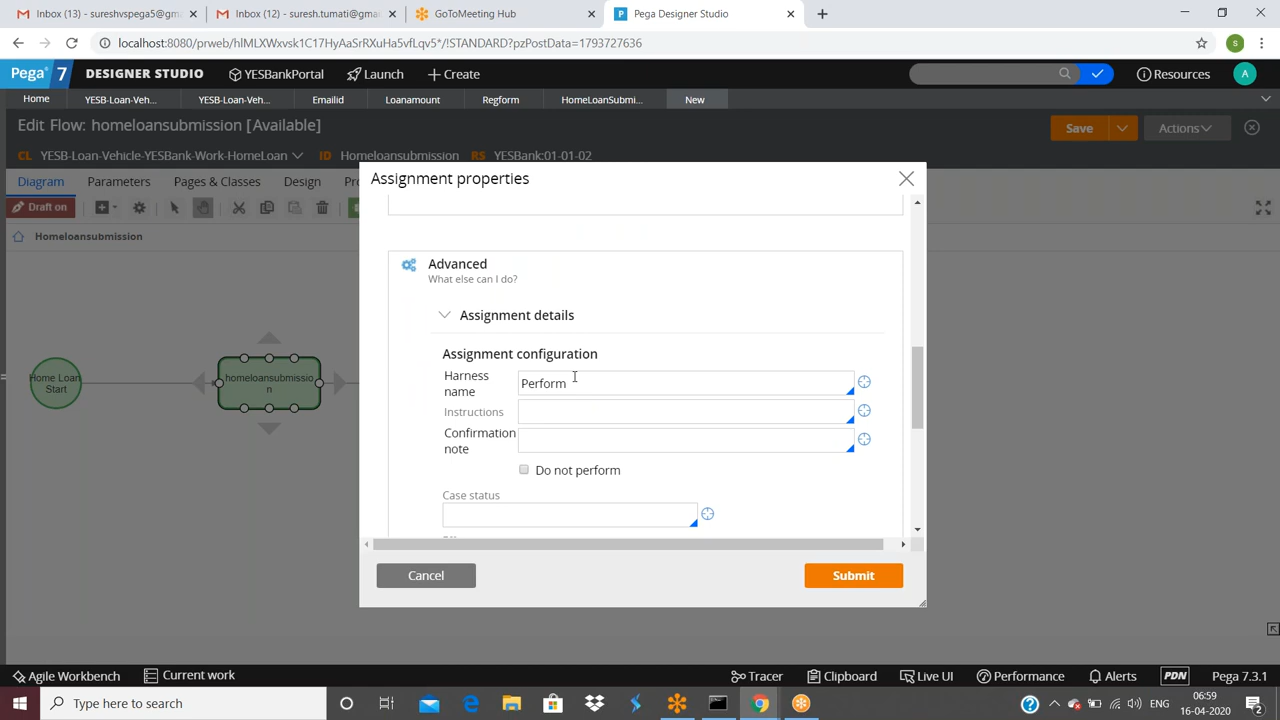 Inbox (13) - sureshvspega5@gm
Inbox (12) - suresh.tumati@gmai
GoToMeeting Hub
Pega Designer Studio
localhost:8080/prweb/hlMLXWxvsk1C17HyAaSrRXuHa5vfLqv5*/!STANDARD?pzPostData=1793727636
S
Pega 7 DESIGNER STUDIO YESBankPortal Launch Create Resources A
Home YESB-Loan-Veh... YESB-Loan-Veh... Emailid Loanamount Regform HomeLoanSubmi... New
Edit Flow: homeloansubmission [Available]
Save Actions
CL YESB-Loan-Vehicle-YESBank-Work-HomeLoan ID Homeloansubmission RS YESBank:01-01-02
Diagram Parameters Pages & Classes Design Pr
Draft on
Homeloansubmission
Home Loan
Start
homeloansubmissio
n
Assignment properties
Advanced
What else can I do?
Assignment details
Assignment configuration
Harness
name
Perform
Instructions
Confirmation
note
Do not perform
Case status
Cancel Submit
Agile Workbench Current work Tracer Clipboard Live UI Performance Alerts PDN Pega 7.3.1
Type here to search
ENG
06:59
16-04-2020
2